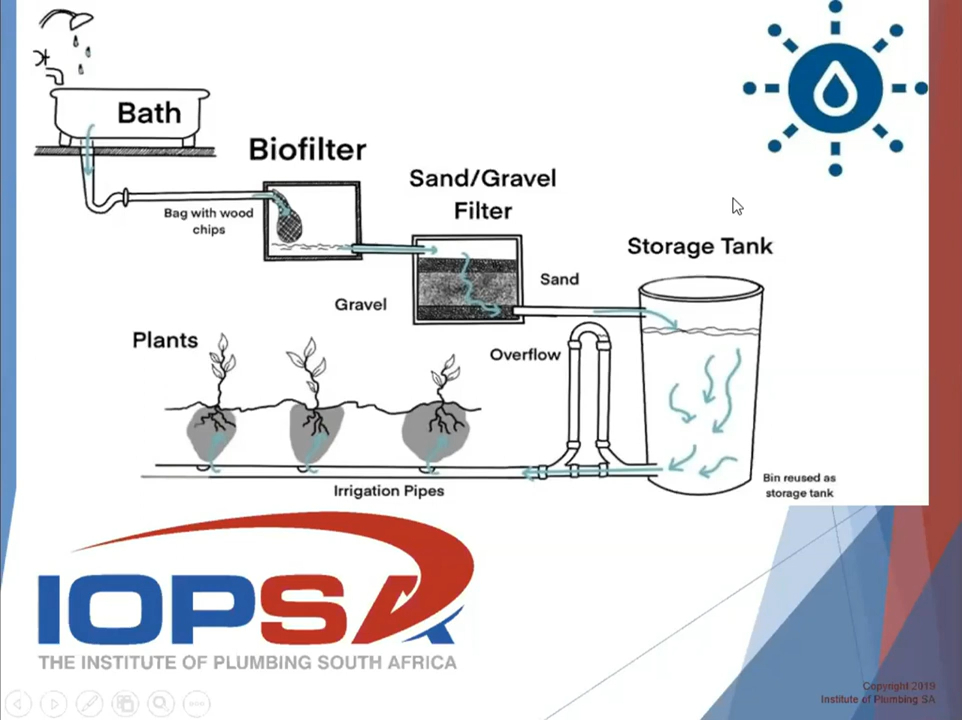 Bath
Biofilter
Sand/Gravel
Filter
Bag with wood
chips
Storage Tank
Sand
Gravel
Plants
Overflow
Irrigation Pipes
Bin reused as
storage tank
IOPSA
THE INSTITUTE OF PLUMBING SOUTH AFRICA
Copyright 2019
Institute of Plumbing SA